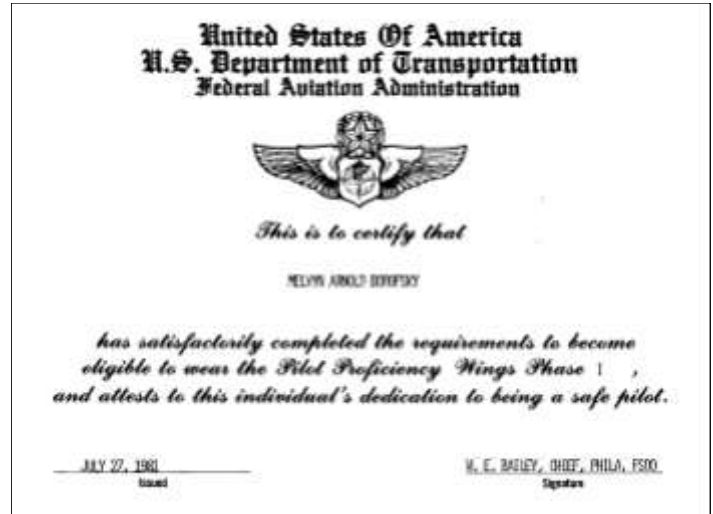 United States Of America
U.S. Department of Transportation
Federal Aviation Administration
This is to certify that
MELVYN ARNOLD DOROFSKY
has satisfactorily completed the requirements to become
eligible to wear the Pilot Proficiency Wings Phase 1 ,
and attests to this individual's dedication to being a safe pilot.
JULY 27, 1981
Issued
W. E. BAILEY, CHIEF, PHILA, FSDO
Signature